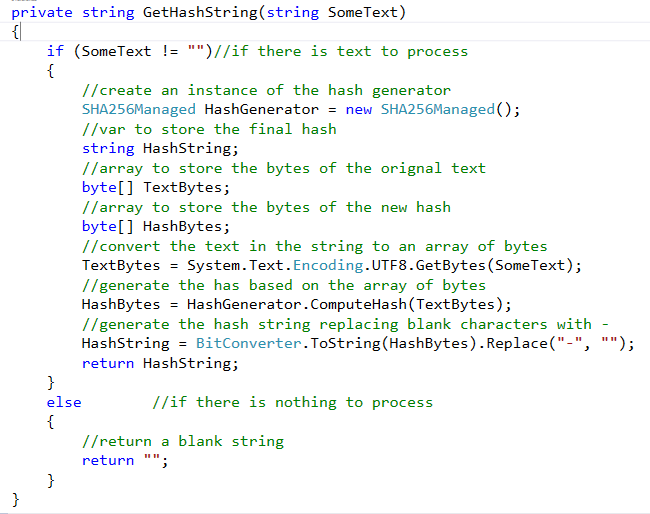 private string GetHashString(string SomeText)
{
if (SomeText != "")//if there is text to process
{
//create an instance of the hash generator
SHA256Managed HashGenerator = new SHA256Managed();
//var to store the final hash
string HashString;
//array to store the bytes of the orignal text
byte[] TextBytes;
//array to store the bytes of the new hash
byte[] HashBytes;
//convert the text in the string to an array of bytes
TextBytes = System.Text.Encoding.UTF8.GetBytes(SomeText);
//generate the has based on the array of bytes
HashBytes = HashGenerator.ComputeHash(TextBytes);
//generate the hash string replacing blank characters with -
HashString = BitConverter.ToString(HashBytes).Replace("-", "");
return HashString;
}
else //if there is nothing to process
{
//return a blank string
return "";
}
}